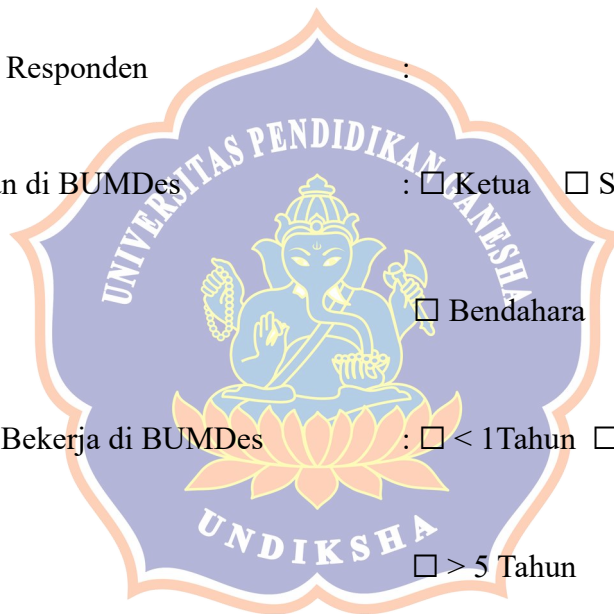 Responden :
UNIVERSITAS PENDIDIKAN GANESHA
di BUMDes : ☐ Ketua ☐
☐ Bendahara
Bekerja di BUMDes : ☐ < 1Tahun ☐
☐ > 5 Tahun
UNDIKSHA